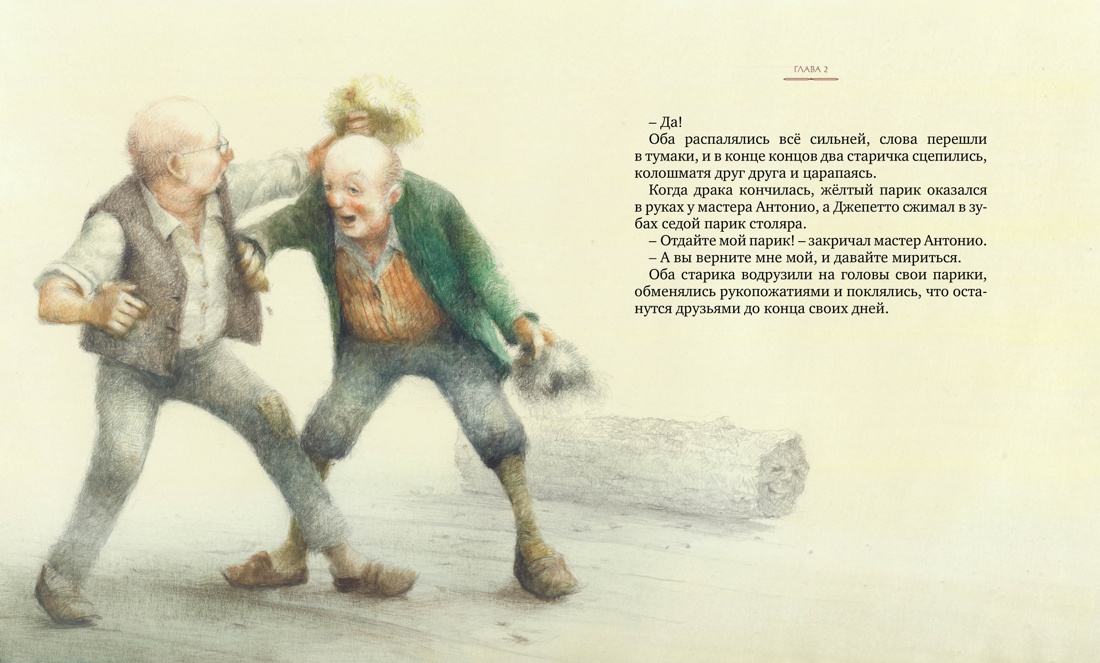 ГЛАВА 2
– Да!
Оба распалялись всё сильней, слова перешли
в тумаки, и в конце концов два старичка сцепились,
колошматя друг друга и царапаясь.
Когда драка кончилась, жёлтый парик оказался
в руках у мастера Антонио, а Джепетто сжимал в зу-
бах седой парик столяра.
– Отдайте мой парик! – закричал мастер Антонио.
– А вы верните мне мой, и давайте мириться.
Оба старика водрузили на головы свои парики,
обменялись рукопожатиями и поклялись, что оста-
нутся друзьями до конца своих дней.